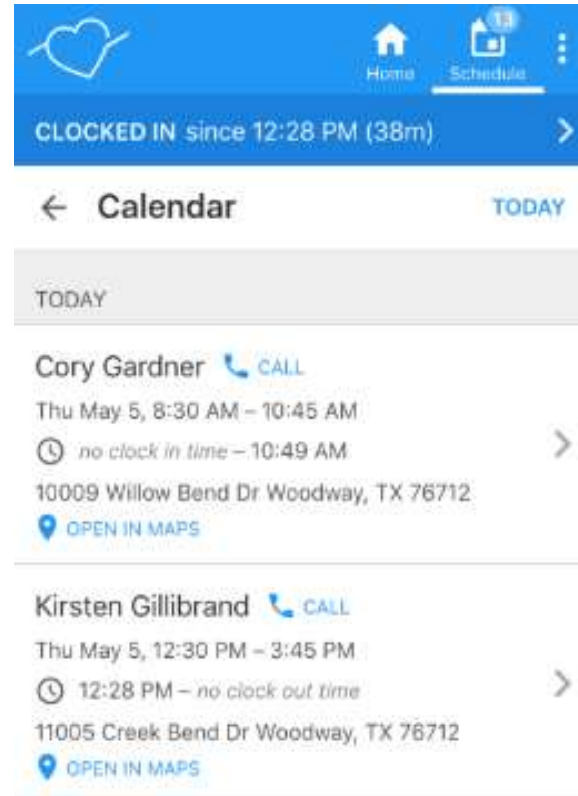 13
Home Schedule
CLOCKED IN since 12:28 PM (38m)
Calendar TODAY
TODAY
Cory Gardner CALL
Thu May 5, 8:30 AM – 10:45 AM
no clock in time – 10:49 AM
10009 Willow Bend Dr Woodway, TX 76712
OPEN IN MAPS
Kirsten Gillibrand CALL
Thu May 5, 12:30 PM – 3:45 PM
12:28 PM – no clock out time
11005 Creek Bend Dr Woodway, TX 76712
OPEN IN MAPS